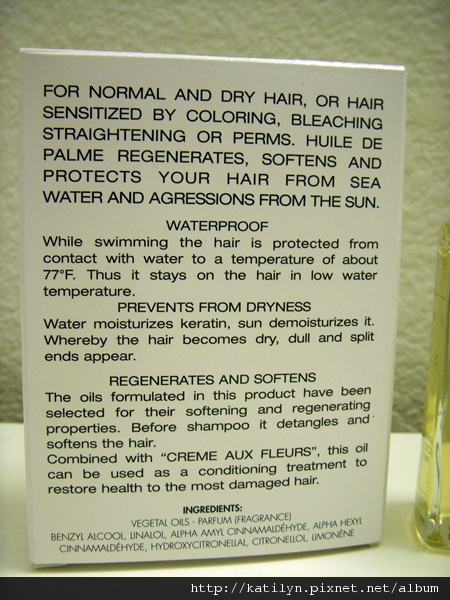 FOR NORMAL AND DRY HAIR, OR HAIR
SENSITIZED BY COLORING, BLEACHING
STRAIGHTENING OR PERMS. HUILE DE
PALME REGENERATES, SOFTENS AND
PROTECTS YOUR HAIR FROM SEA
WATER AND AGRESSIONS FROM THE SUN.
WATERPROOF
While swimming the hair is protected from
contact with water to a temperature of about
77°F. Thus it stays on the hair in low water
temperature.
PREVENTS FROM DRYNESS
Water moisturizes keratin, sun demoisturizes it.
Whereby the hair becomes dry, dull and split
ends appear.
REGENERATES AND SOFTENS
The oils formulated in this product have been
selected for their softening and regenerating
properties. Before shampoo it detangles and
softens the hair.
Combined with “CREME AUX FLEURS”, this oil
can be used as a conditioning treatment to
restore health to the most damaged hair.
INGREDIENTS:
VEGETAL OILS - PARFUM (FRAGRANCE)
BENZYL ALCOOL, LINALOL, ALPHA AMYL CINNAMALDÉHYDE, ALPHA HEXYL
CINNAMALDÉHYDE, HYDROXYCITRONELLAL, CITRONELLOL, LIMONÈNE
http://katilyn.pixnet.net/album